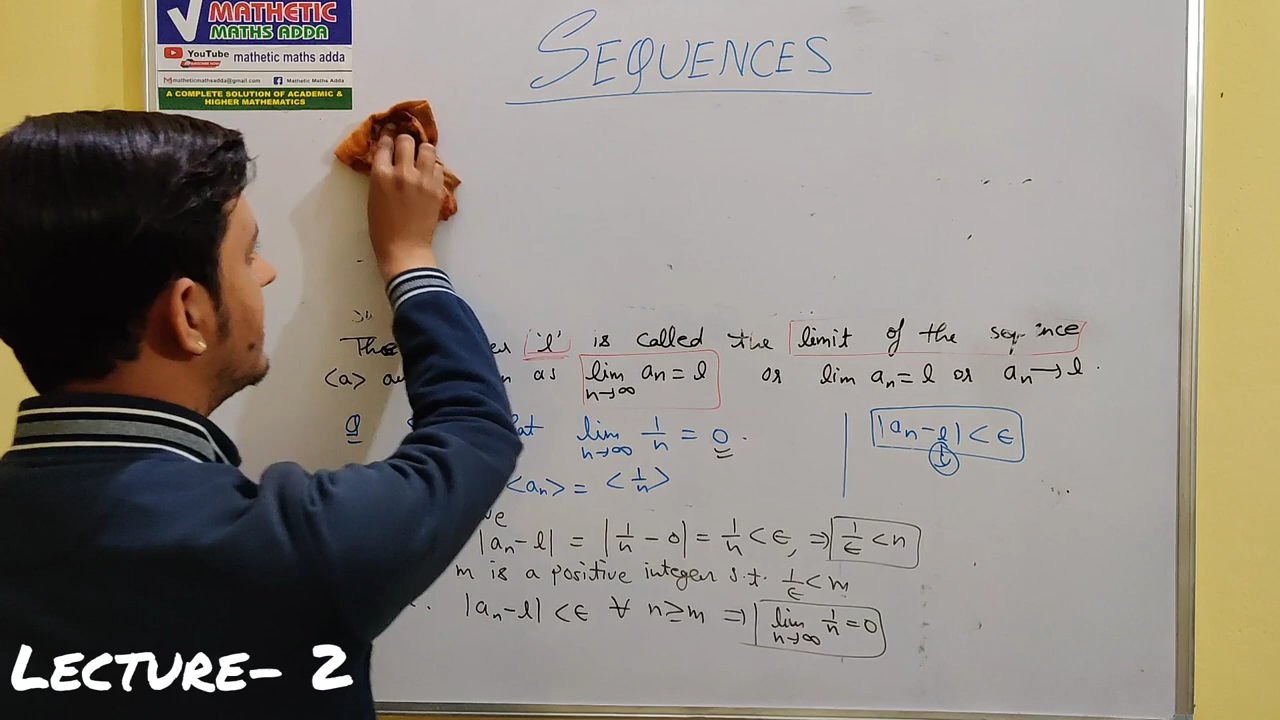 MATHETIC
MATHS ADDA
YouTube mathetic maths adda
SUBSCRIBE NOW
matheticmathsadda@gmail.com Mathetic Maths Adda
A COMPLETE SOLUTION OF ACADEMIC &
HIGHER MATHEMATICS
SEQUENCES
'l' is called the limit of the sequence
<a> as lim n→∞ an = l or lim an = l or an → l .
Q lim n→∞ 1/n = 0 . |an - l| < ϵ
<an> = <1/n>
|an - l| = |1/n - 0| = 1/n < ϵ, ⇒ 1/ϵ < n
m is a positive integer s.t. 1/ϵ < m
|an - l| < ϵ ∀ n ≥ m ⇒ lim n→∞ 1/n = 0
LECTURE- 2